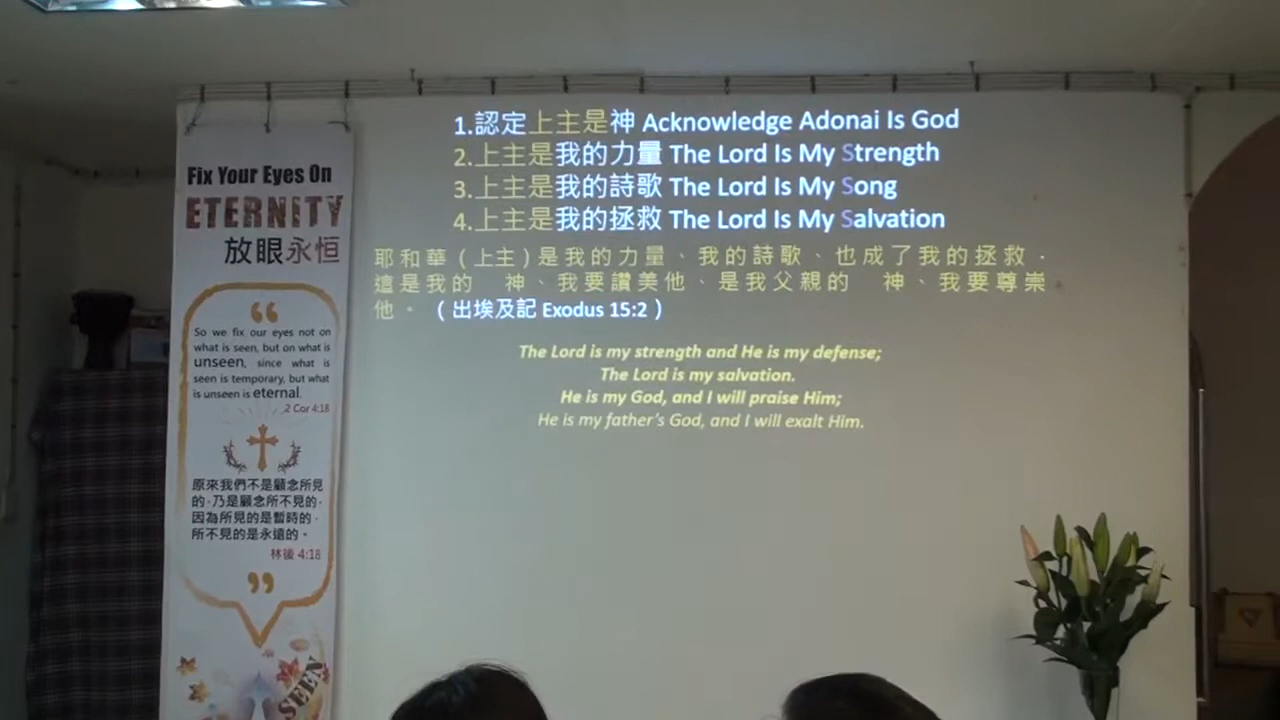 Fix Your Eyes On
ETERNITY
放眼永恒
“
So we fix our eyes not on
what is seen, but on what is
unseen, since what is
seen is temporary, but what
is unseen is eternal.
2 Cor 4:18
原來我們不是顧念所見
的，乃是顧念所不見的，
因為所見的是暫時的，
所不見的是永遠的。
林後 4:18
”
SEEN
1.認定上主是神 Acknowledge Adonai Is God
2.上主是我的力量 The Lord Is My Strength
3.上主是我的詩歌 The Lord Is My Song
4.上主是我的拯救 The Lord Is My Salvation
耶和華（上主）是我的力量、我的詩歌、也成了我的拯救．
這是我的　神、我要讚美他、是我父親的　神、我要尊崇
他。（出埃及記 Exodus 15:2）
The Lord is my strength and He is my defense;
The Lord is my salvation.
He is my God, and I will praise Him;
He is my father's God, and I will exalt Him.